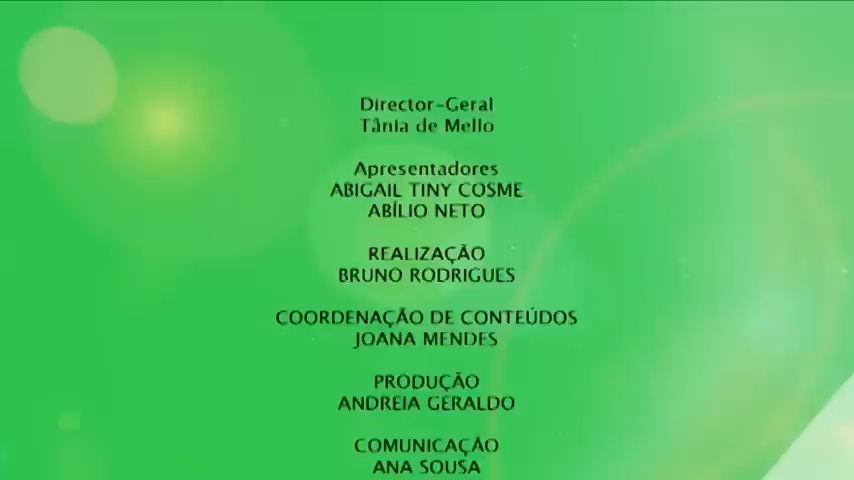 Director-Geral
Tânia de Mello
Apresentadores
ABIGAIL TINY COSME
ABÍLIO NETO
REALIZAÇÃO
BRUNO RODRIGUES
COORDENAÇÃO DE CONTEÚDOS
JOANA MENDES
PRODUÇÃO
ANDREIA GERALDO
COMUNICAÇÃO
ANA SOUSA